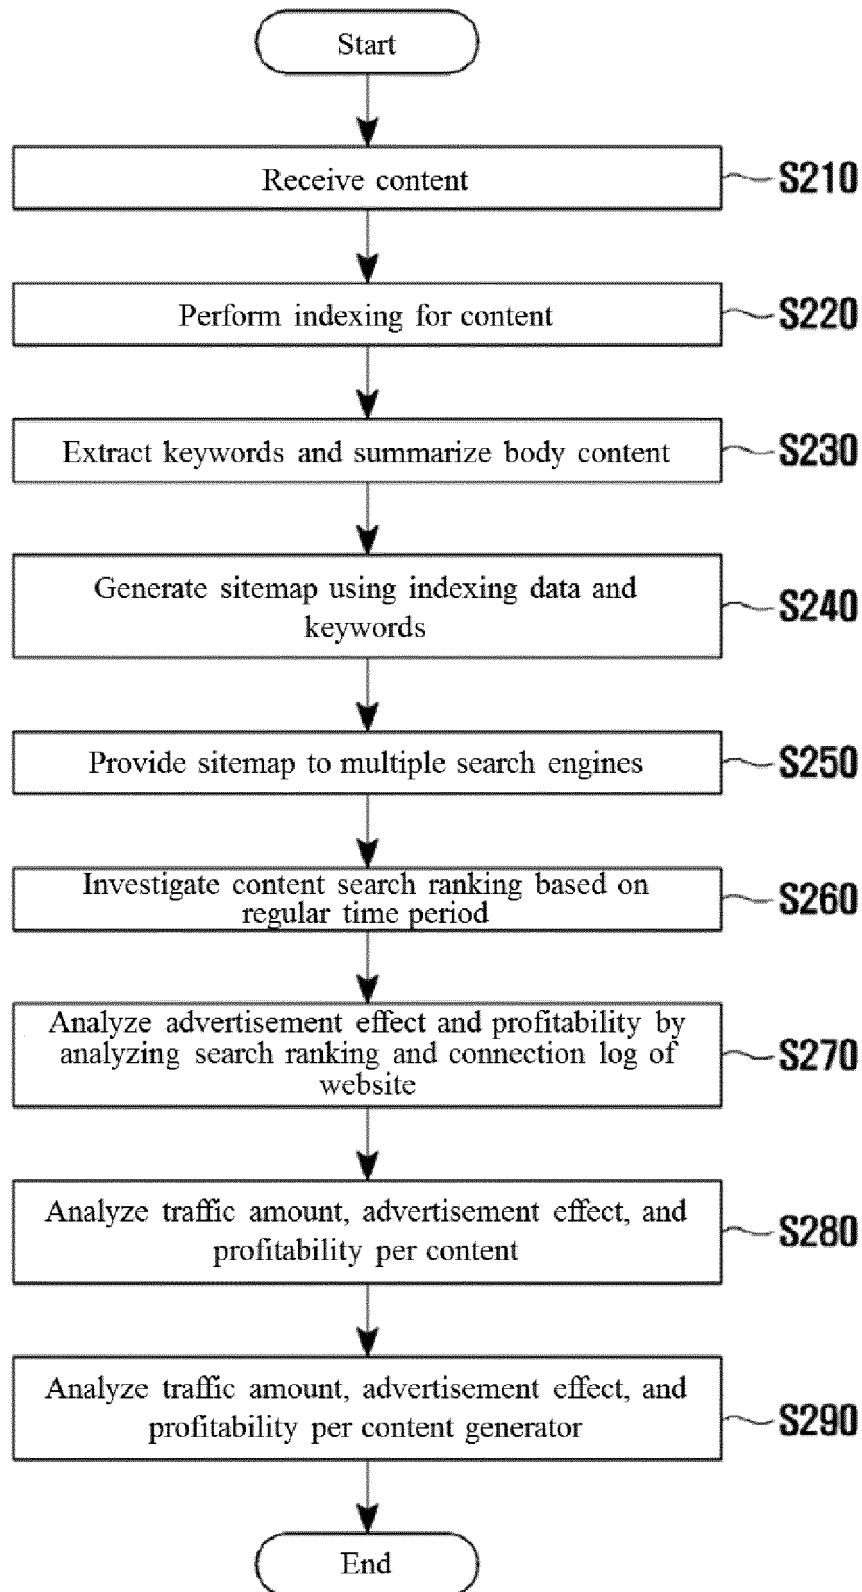 Start
Receive content
S210
Perform indexing for content
S220
Extract keywords and summarize body content
S230
Generate sitemap using indexing data and
keywords
S240
Provide sitemap to multiple search engines
S250
Investigate content search ranking based on
regular time period
S260
Analyze advertisement effect and profitability by
analyzing search ranking and connection log of
website
S270
Analyze traffic amount, advertisement effect, and
profitability per content
S280
Analyze traffic amount, advertisement effect, and
profitability per content generator
S290
End